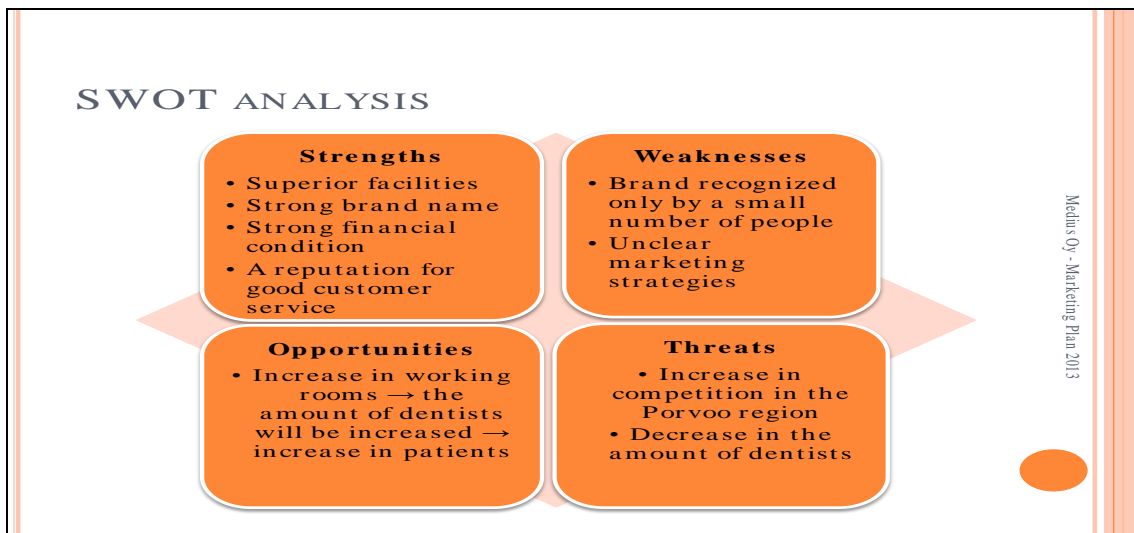 SWOT ANALYSIS
Strengths
• Superior facilities
• Strong brand name
• Strong financial
condition
• A reputation for
good customer
service
Weaknesses
• Brand recognized
only by a small
number of people
• Unclear
marketing
strategies
Opportunities
• Increase in working
rooms → the
amount of dentists
will be increased →
increase in patients
Threats
• Increase in
competition in the
Porvoo region
• Decrease in the
amount of dentists
Medius Oy - Marketing Plan 2013